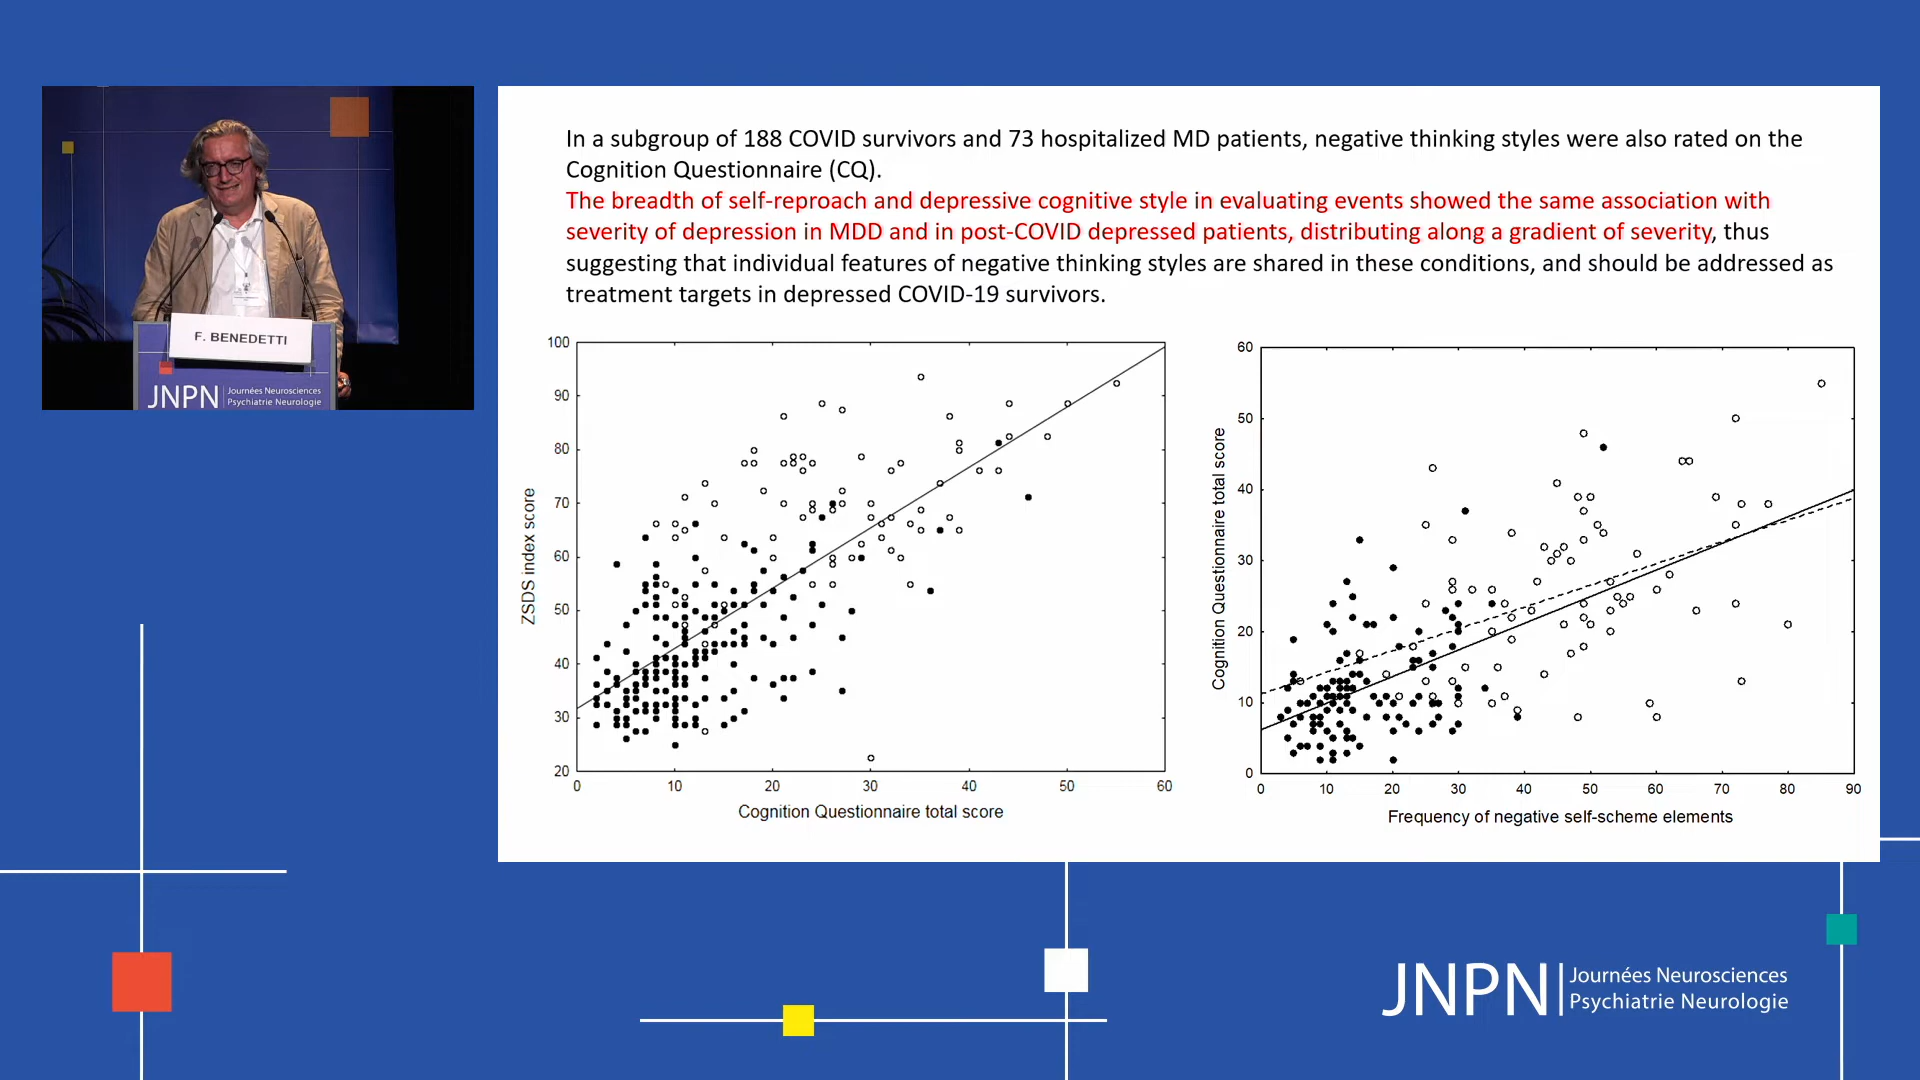 In a subgroup of 188 COVID survivors and 73 hospitalized MD patients, negative thinking styles were also rated on the
Cognition Questionnaire (CQ).
The breadth of self-reproach and depressive cognitive style in evaluating events showed the same association with
severity of depression in MDD and in post-COVID depressed patients, distributing along a gradient of severity, thus
suggesting that individual features of negative thinking styles are shared in these conditions, and should be addressed as
treatment targets in depressed COVID-19 survivors.
F. BENEDETTI
JNPN
Journées Neurosciences
Psychiatrie Neurologie
ZSDS index score
100
90
80
70
60
50
40
30
20
0 10 20 30 40 50 60
Cognition Questionnaire total score
Cognition Questionnaire total score
60
50
40
30
20
10
0
0 10 20 30 40 50 60 70 80 90
Frequency of negative self-scheme elements
JNPN
Journées Neurosciences
Psychiatrie Neurologie